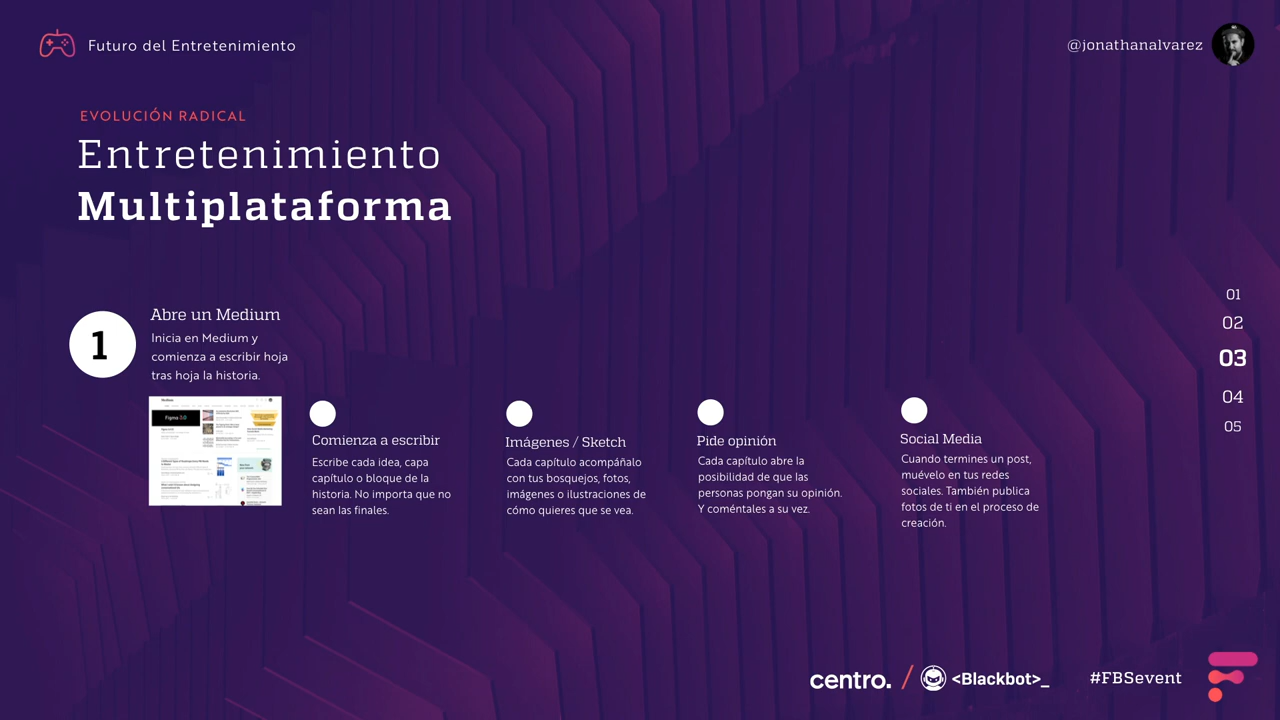 Futuro del Entretenimiento
@jonathanalvarez
EVOLUCIÓN RADICAL
Entretenimiento
Multiplataforma
1
Abre un Medium
Inicia en Medium y
comienza a escribir hoja
tras hoja la historia.
Figma 3.0
Comienza a escribir
Escribe cada idea, capa
capítulo o bloque de la
historia. No importa que no
sean las finales.
Imágenes / Sketch
Cada capítulo acompáñalo
con tus bosquejos, fotos,
imágenes o ilustraciones de
cómo quieres que se vea.
Pide opinión
Cada capítulo abre la
posibilidad de que las
personas pongan su opinión.
Y coméntales a su vez.
Social Media
Cuando termines un post,
muévelo en tus redes
sociales. También publica
fotos de ti en el proceso de
creación.
01
02
03
04
05
centro. / <Blackbot>_
#FBSevent